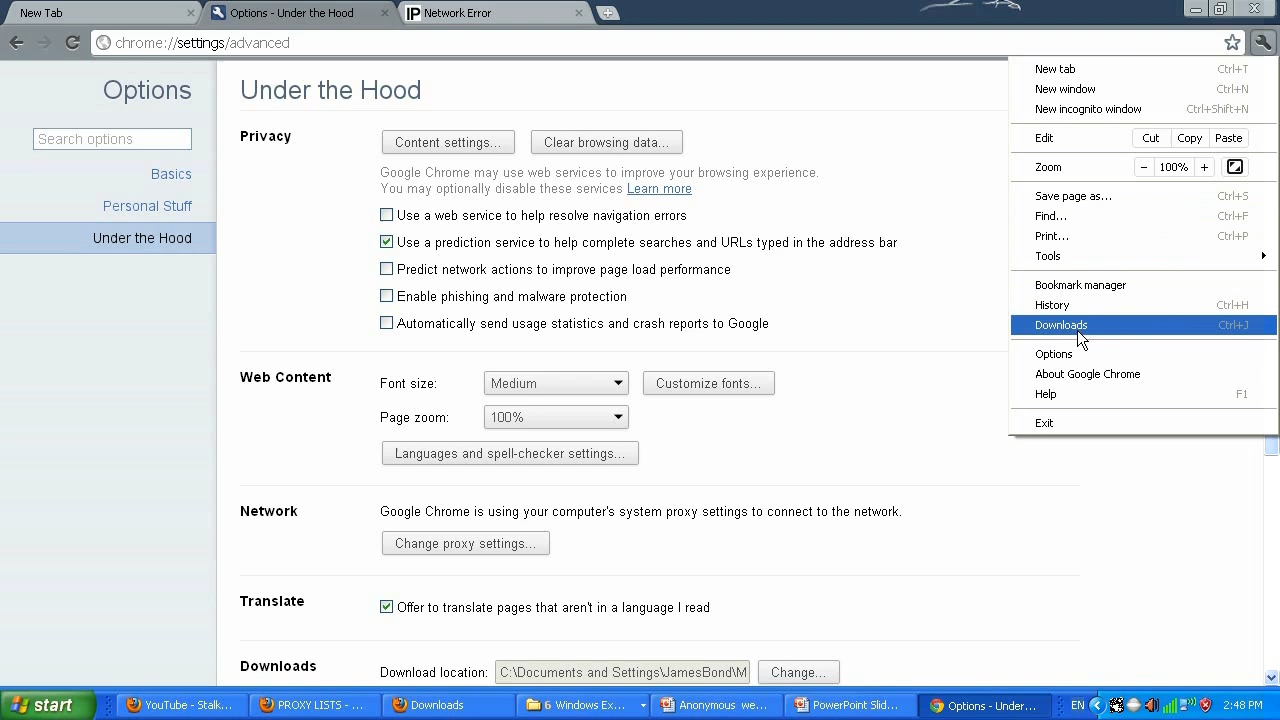 New Tab
Options - Under the Hood
IP Network Error
chrome://settings/advanced
Options
Search options
Basics
Personal Stuff
Under the Hood
Under the Hood
Privacy
Content settings...
Clear browsing data...
Google Chrome may use web services to improve your browsing experience.
You may optionally disable these services Learn more
Use a web service to help resolve navigation errors
Use a prediction service to help complete searches and URLs typed in the address bar
Predict network actions to improve page load performance
Enable phishing and malware protection
Automatically send usage statistics and crash reports to Google
Web Content
Font size:
Medium
Customize fonts...
Page zoom:
100%
Languages and spell-checker settings...
Network
Google Chrome is using your computer's system proxy settings to connect to the network.
Change proxy settings...
Translate
Offer to translate pages that aren't in a language I read
Downloads
Download location:
C:\Documents and Settings\JamesBond\M
Change...
New tab Ctrl+T
New window Ctrl+N
New incognito window Ctrl+Shift+N
Edit Cut Copy Paste
Zoom − 100% +
Save page as... Ctrl+S
Find... Ctrl+F
Print... Ctrl+P
Tools
Bookmark manager
History Ctrl+H
Downloads Ctrl+J
Options
About Google Chrome
Help F1
Exit
start
YouTube - Stalk...
PROXY LISTS - ...
Downloads
6 Windows Ex...
Anonymous we...
PowerPoint Slid...
Options - Under...
EN
2:48 PM